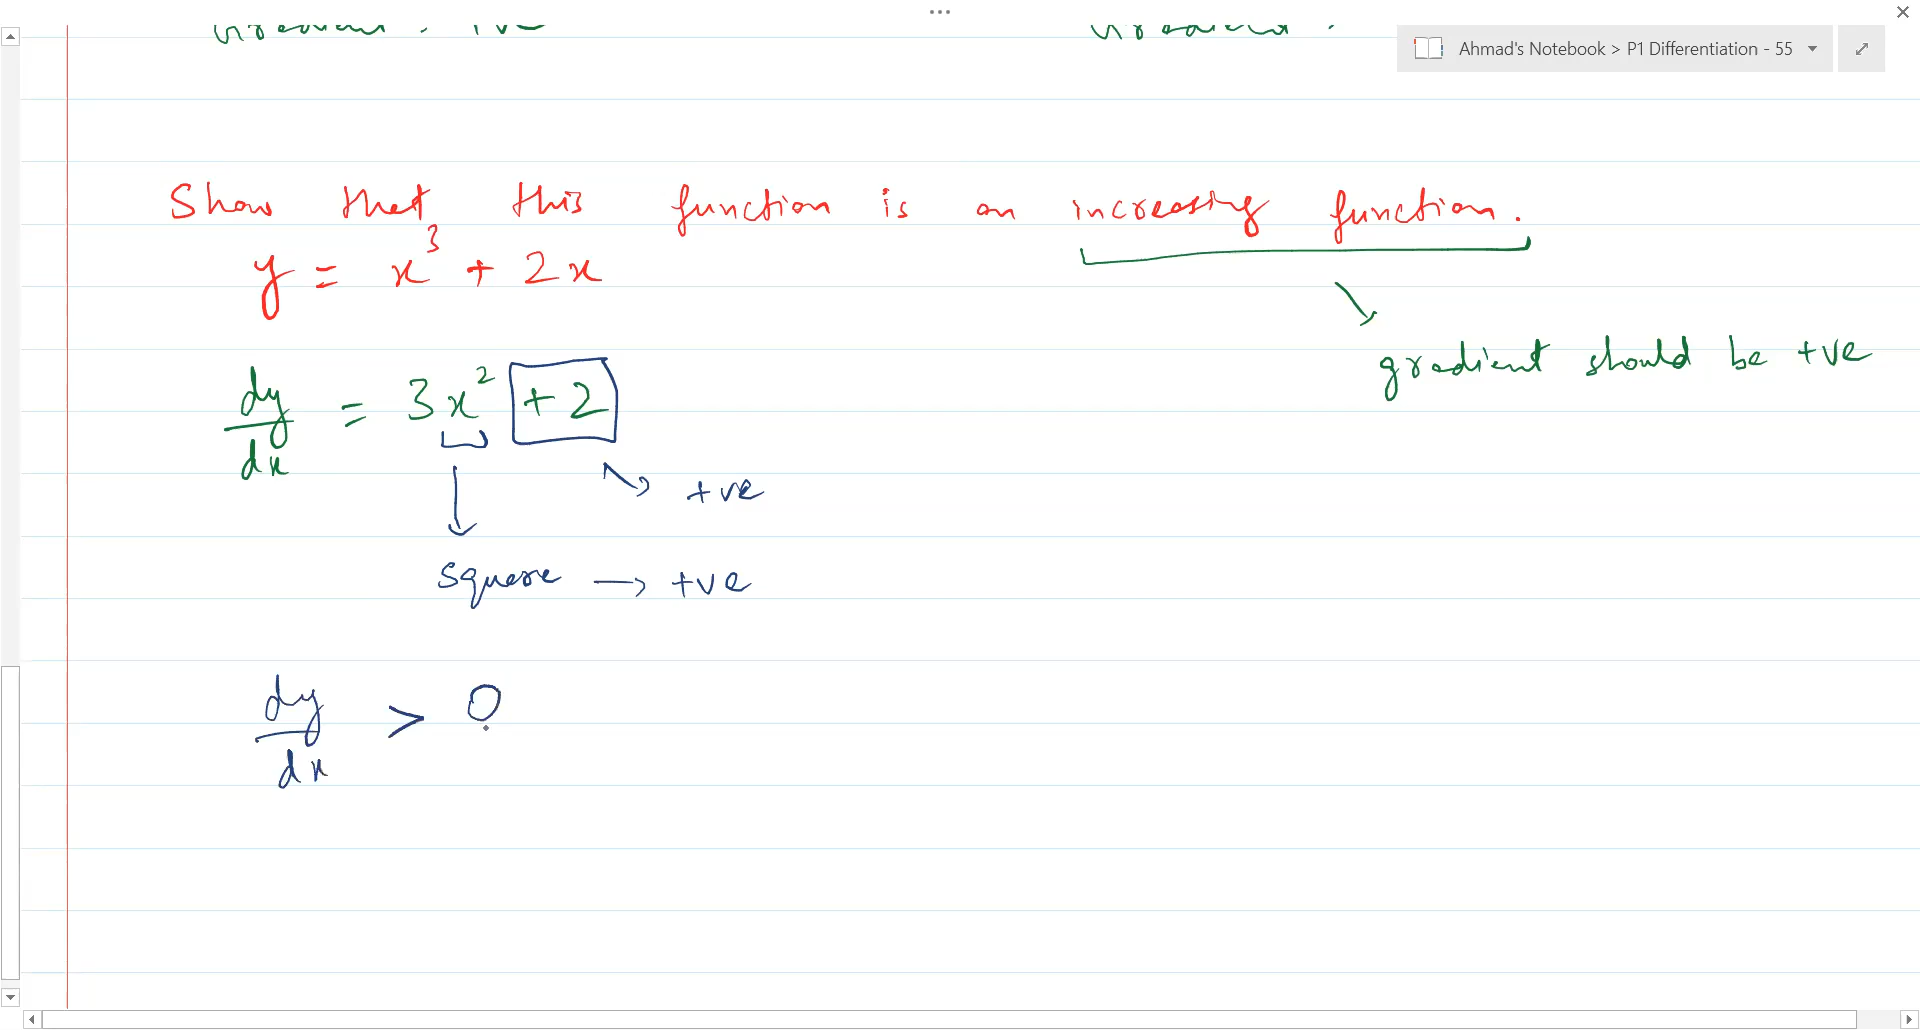 Ahmad's Notebook > P1 Differentiation - 55
Show that this function is an increasing function.
y = x³ + 2x
gradient should be +ve
dy/dx = 3x² + 2
+ve
square → +ve
dy/dx > 0